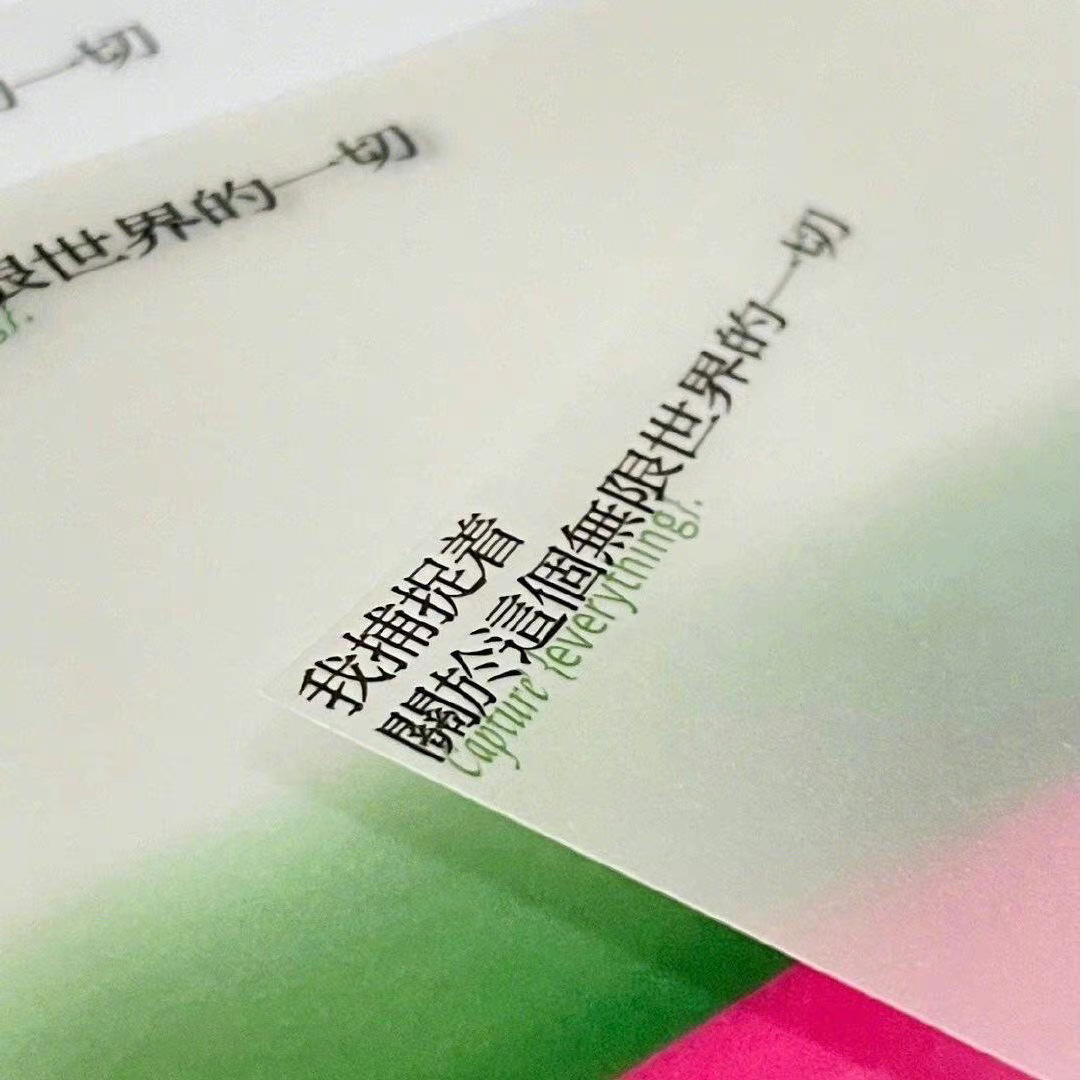 的一切
限世界的一切
我捕捉着
關於這個無限世界的一切
Capture {everything}.